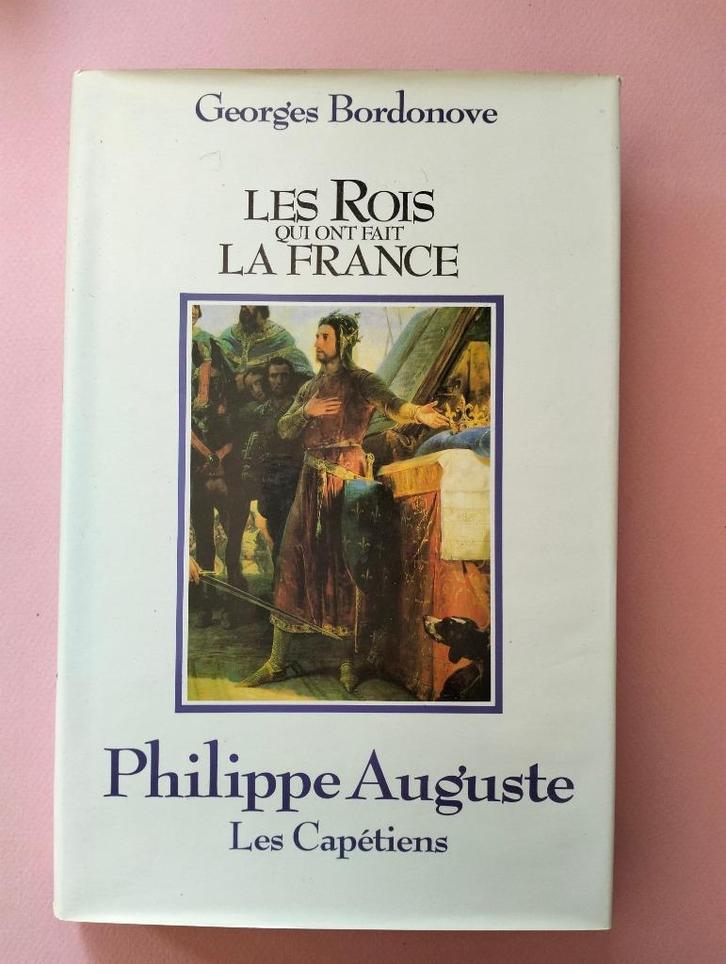 Georges Bordonove
LES ROIS
QUI ONT FAIT
LA FRANCE
Philippe Auguste
Les Capétiens